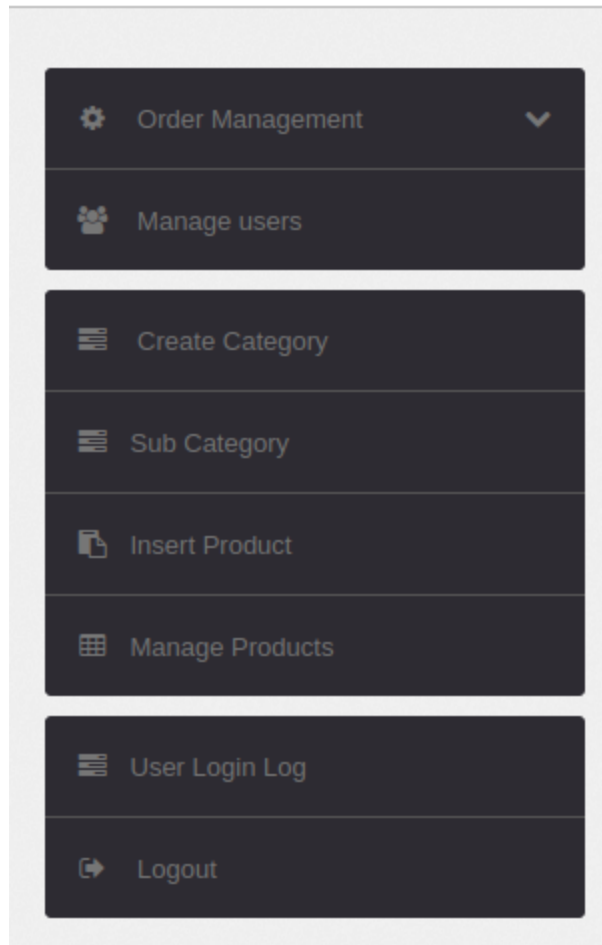 Order Management
Manage users
Create Category
Sub Category
Insert Product
Manage Products
User Login Log
Logout